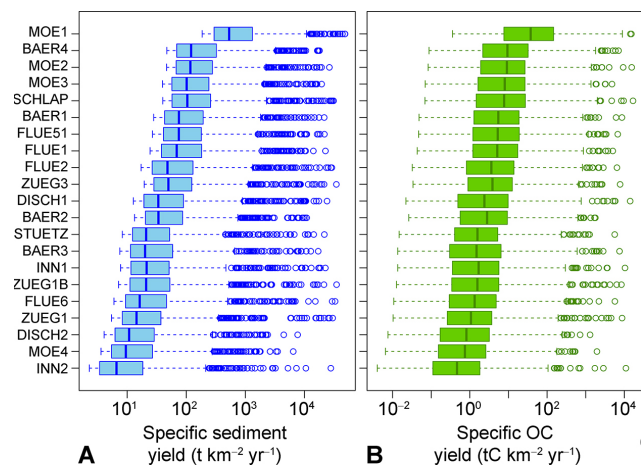 MOE1
BAER4
MOE2
MOE3
SCHLAP
BAER1
FLUE51
FLUE1
FLUE2
ZUEG3
DISCH1
BAER2
STUETZ
BAER3
INN1
ZUEG1B
FLUE6
ZUEG1
DISCH2
MOE4
INN2
10¹ 10² 10³ 10⁴
10⁻² 10⁰ 10² 10⁴
A Specific sediment
yield (t km⁻² yr⁻¹)
B Specific OC
yield (tC km⁻² yr⁻¹)